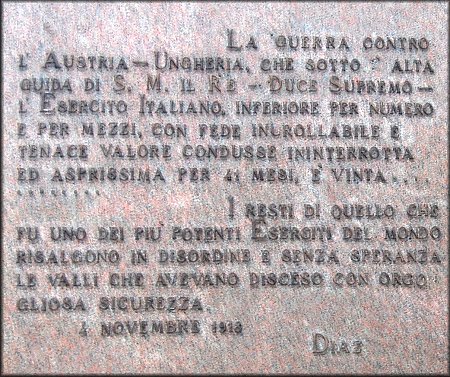 LA GUERRA CONTRO
L' AUSTRIA – UNGHERIA, CHE SOTTO L' ALTA
GUIDA DI S. M. IL RE – DUCE SUPREMO –
L' ESERCITO ITALIANO, INFERIORE PER NUMERO
E PER MEZZI, CON FEDE INCROLLABILE E
TENACE VALORE CONDUSSE ININTERROTTA
ED ASPRISSIMA PER 41 MESI, È VINTA....
........
I RESTI DI QUELLO CHE
FU UNO DEI PIU' POTENTI ESERCITI DEL MONDO
RISALGONO IN DISORDINE E SENZA SPERANZA
LE VALLI CHE AVEVANO DISCESO CON ORGO
GLIOSA SICUREZZA.
4 NOVEMBRE 1918
DIAZ